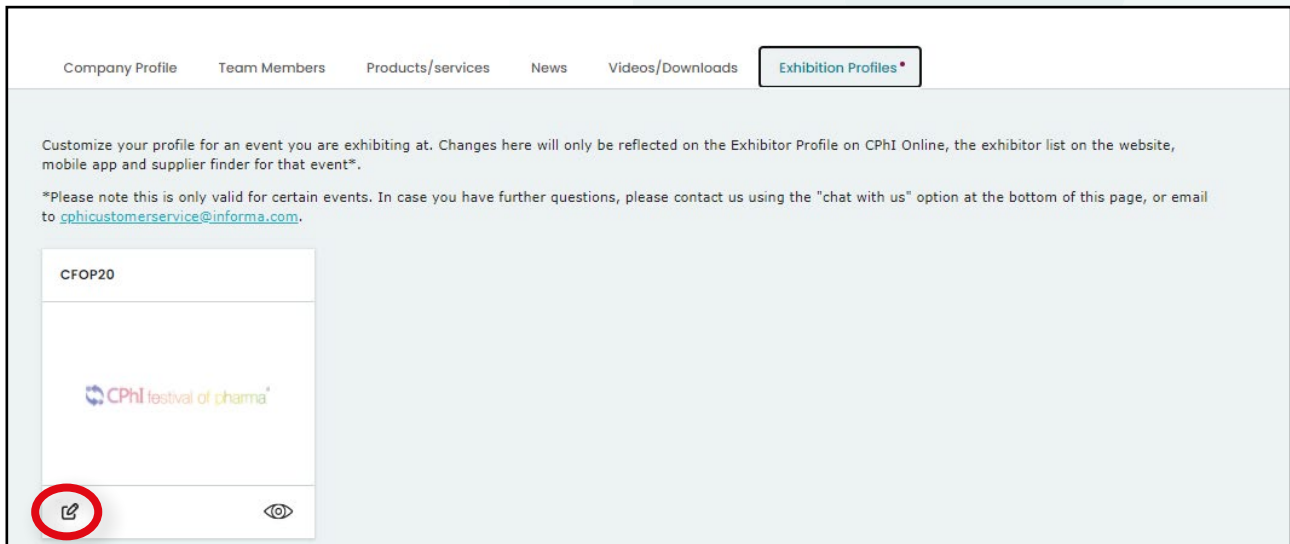 Company Profile Team Members Products/services News Videos/Downloads Exhibition Profiles
Customize your profile for an event you are exhibiting at. Changes here will only be reflected on the Exhibitor Profile on CPhI Online, the exhibitor list on the website,
mobile app and supplier finder for that event*.
*Please note this is only valid for certain events. In case you have further questions, please contact us using the "chat with us" option at the bottom of this page, or email
to cphicustomerservice@informa.com.
CFOP20
CPhI festival of pharma